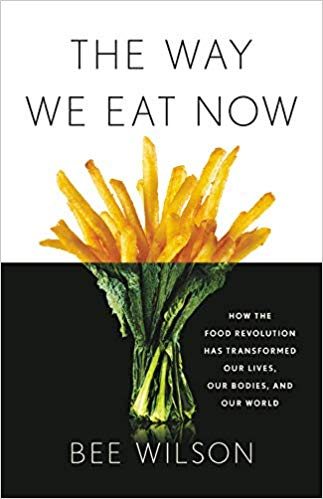 THE WAY
WE EAT NOW
HOW THE
FOOD REVOLUTION
HAS TRANSFORMED
OUR LIVES,
OUR BODIES, AND
OUR WORLD
BEE WILSON